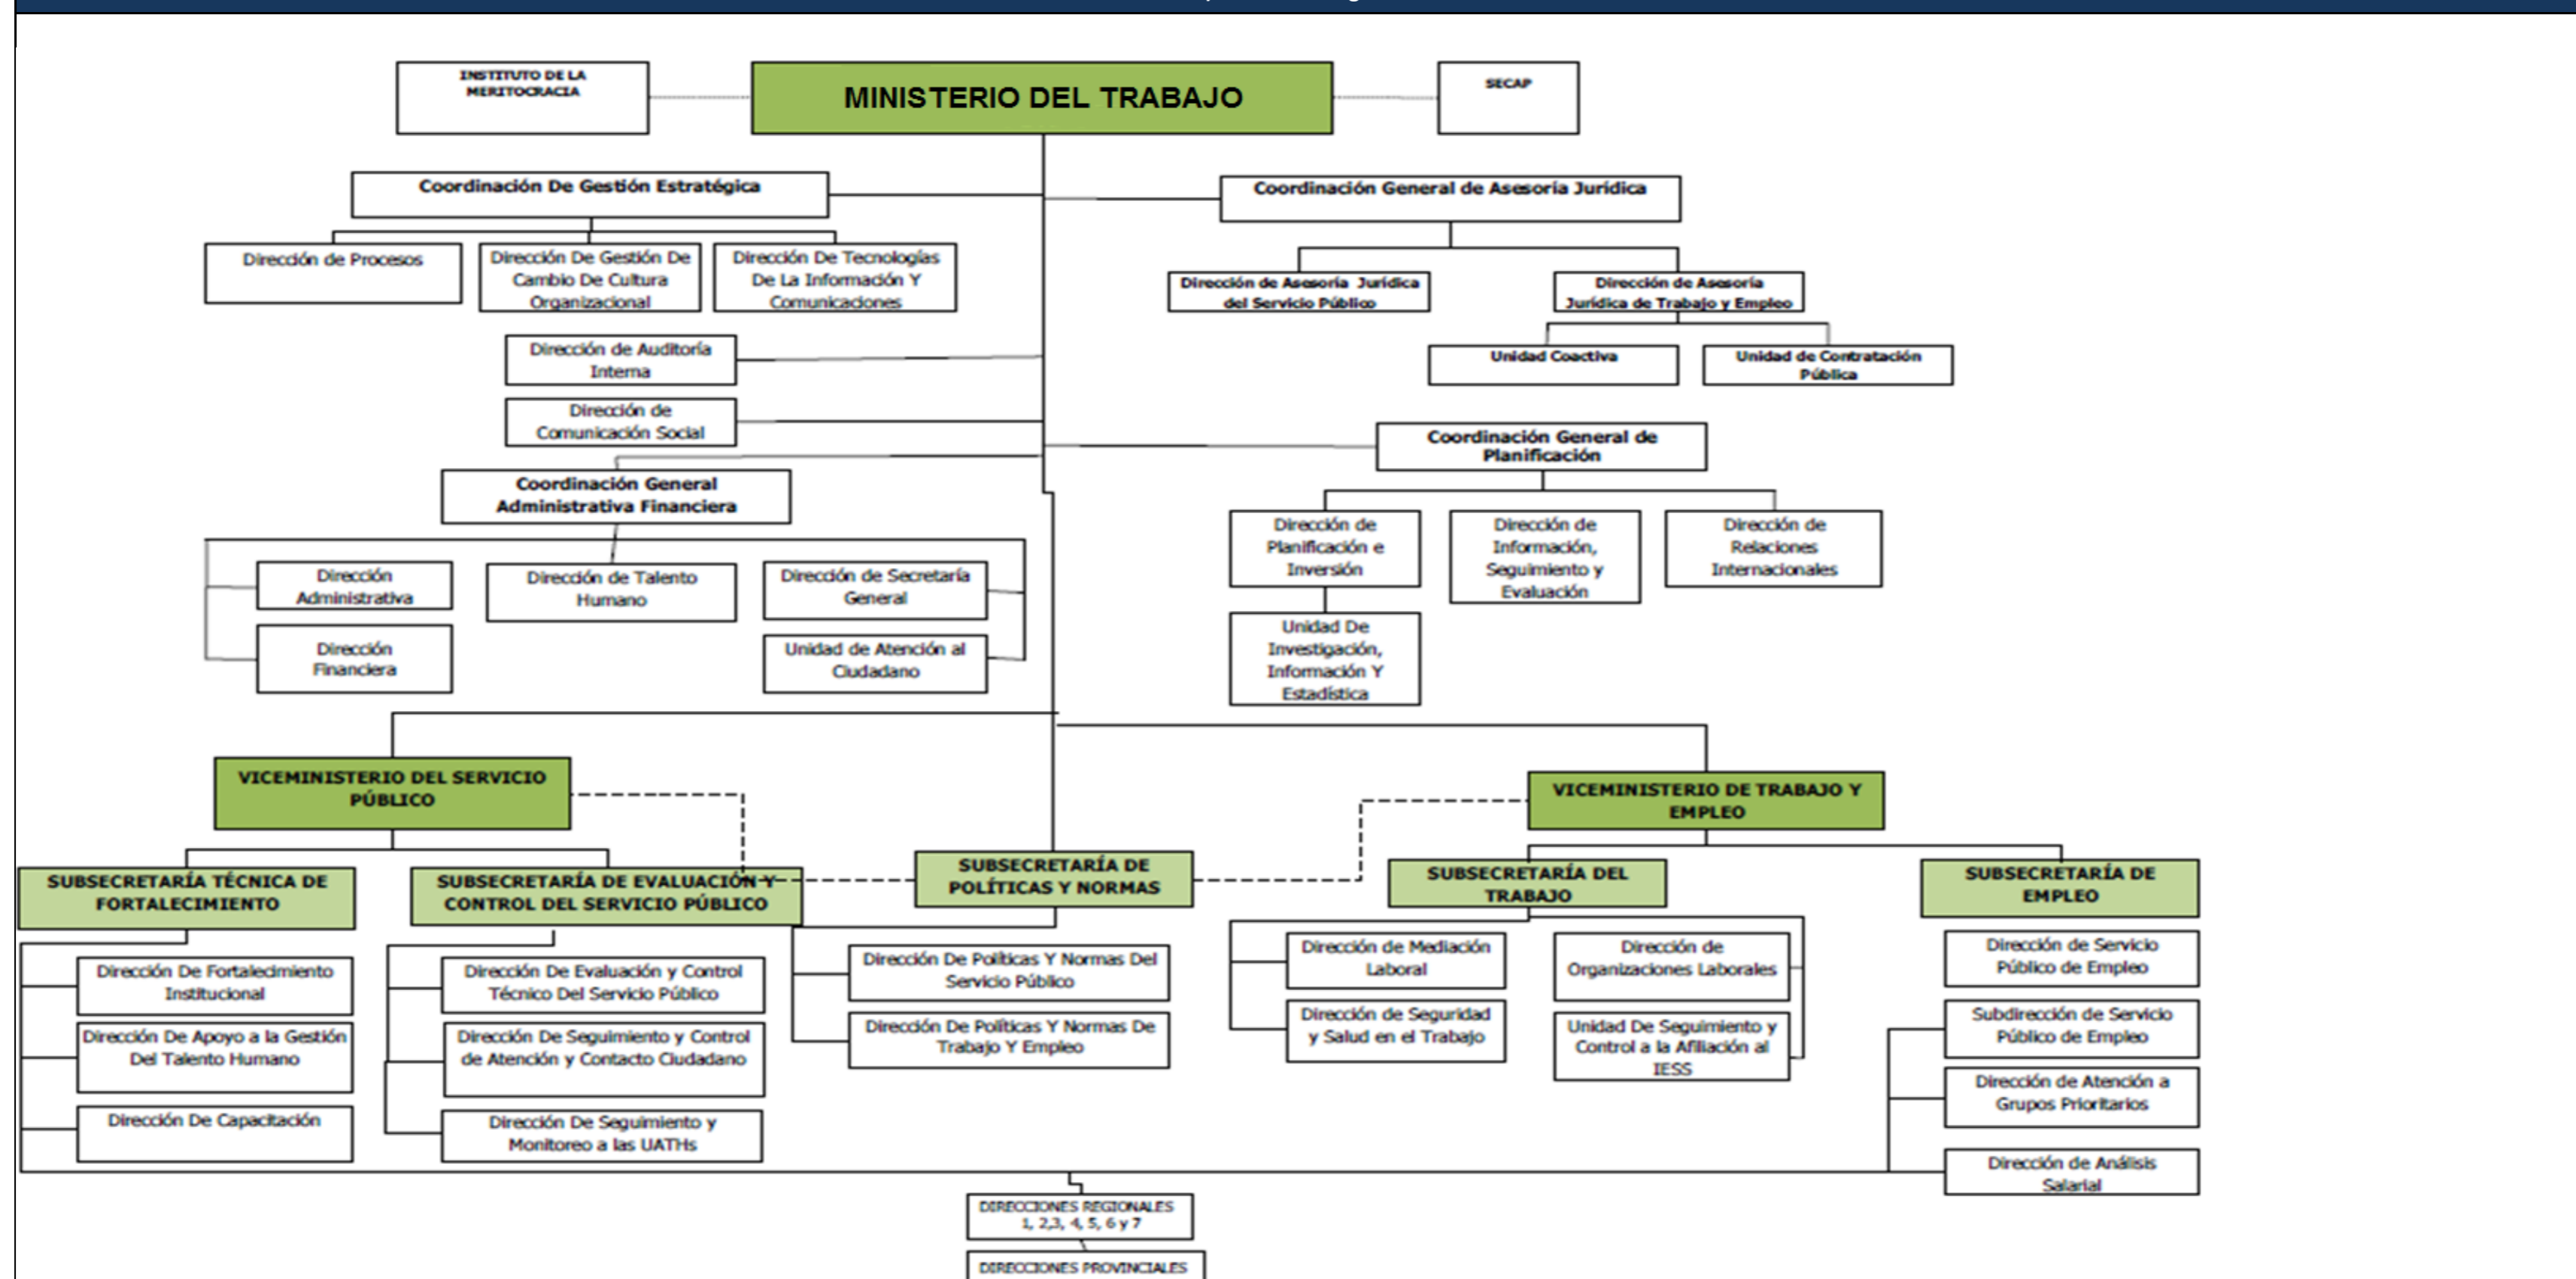 INSTITUTO DE LA
MERITOCRACIA
MINISTERIO DEL TRABAJO
SECAP
Coordinación De Gestión Estratégica
Coordinación General de Asesoría Jurídica
Dirección de Procesos
Dirección De Gestión De
Cambio De Cultura
Organizacional
Dirección De Tecnologías
De La Información Y
Comunicaciones
Dirección de Asesoría Jurídica
del Servicio Público
Dirección de Asesoría
Jurídica de Trabajo y Empleo
Dirección de Auditoría
Interna
Unidad Coactiva
Unidad de Contratación
Pública
Dirección de
Comunicación Social
Coordinación General de
Planificación
Coordinación General
Administrativa Financiera
Dirección de
Planificación e
Inversión
Dirección de
Información,
Seguimiento y
Evaluación
Dirección de
Relaciones
Internacionales
Dirección
Administrativa
Dirección de Talento
Humano
Dirección de Secretaría
General
Dirección
Financiera
Unidad de Atención al
Ciudadano
Unidad De
Investigación,
Información Y
Estadística
VICEMINISTERIO DEL SERVICIO
PÚBLICO
VICEMINISTERIO DE TRABAJO Y
EMPLEO
SUBSECRETARÍA TÉCNICA DE
FORTALECIMIENTO
SUBSECRETARÍA DE EVALUACIÓN Y
CONTROL DEL SERVICIO PÚBLICO
SUBSECRETARÍA DE
POLÍTICAS Y NORMAS
SUBSECRETARÍA DEL
TRABAJO
SUBSECRETARÍA DE
EMPLEO
Dirección De Fortalecimiento
Institucional
Dirección De Evaluación y Control
Técnico Del Servicio Público
Dirección De Políticas Y Normas Del
Servicio Público
Dirección de Mediación
Laboral
Dirección de
Organizaciones Laborales
Dirección de Servicio
Público de Empleo
Dirección De Apoyo a la Gestión
Del Talento Humano
Dirección De Seguimiento y Control
de Atención y Contacto Ciudadano
Dirección De Políticas Y Normas De
Trabajo Y Empleo
Dirección de Seguridad
y Salud en el Trabajo
Unidad De Seguimiento y
Control a la Afiliación al
IESS
Subdirección de Servicio
Público de Empleo
Dirección de Atención a
Grupos Prioritarios
Dirección De Capacitación
Dirección De Seguimiento y
Monitoreo a las UATHs
Dirección de Análisis
Salarial
DIRECCIONES REGIONALES
1, 2,3, 4, 5, 6 y 7
DIRECCIONES PROVINCIALES